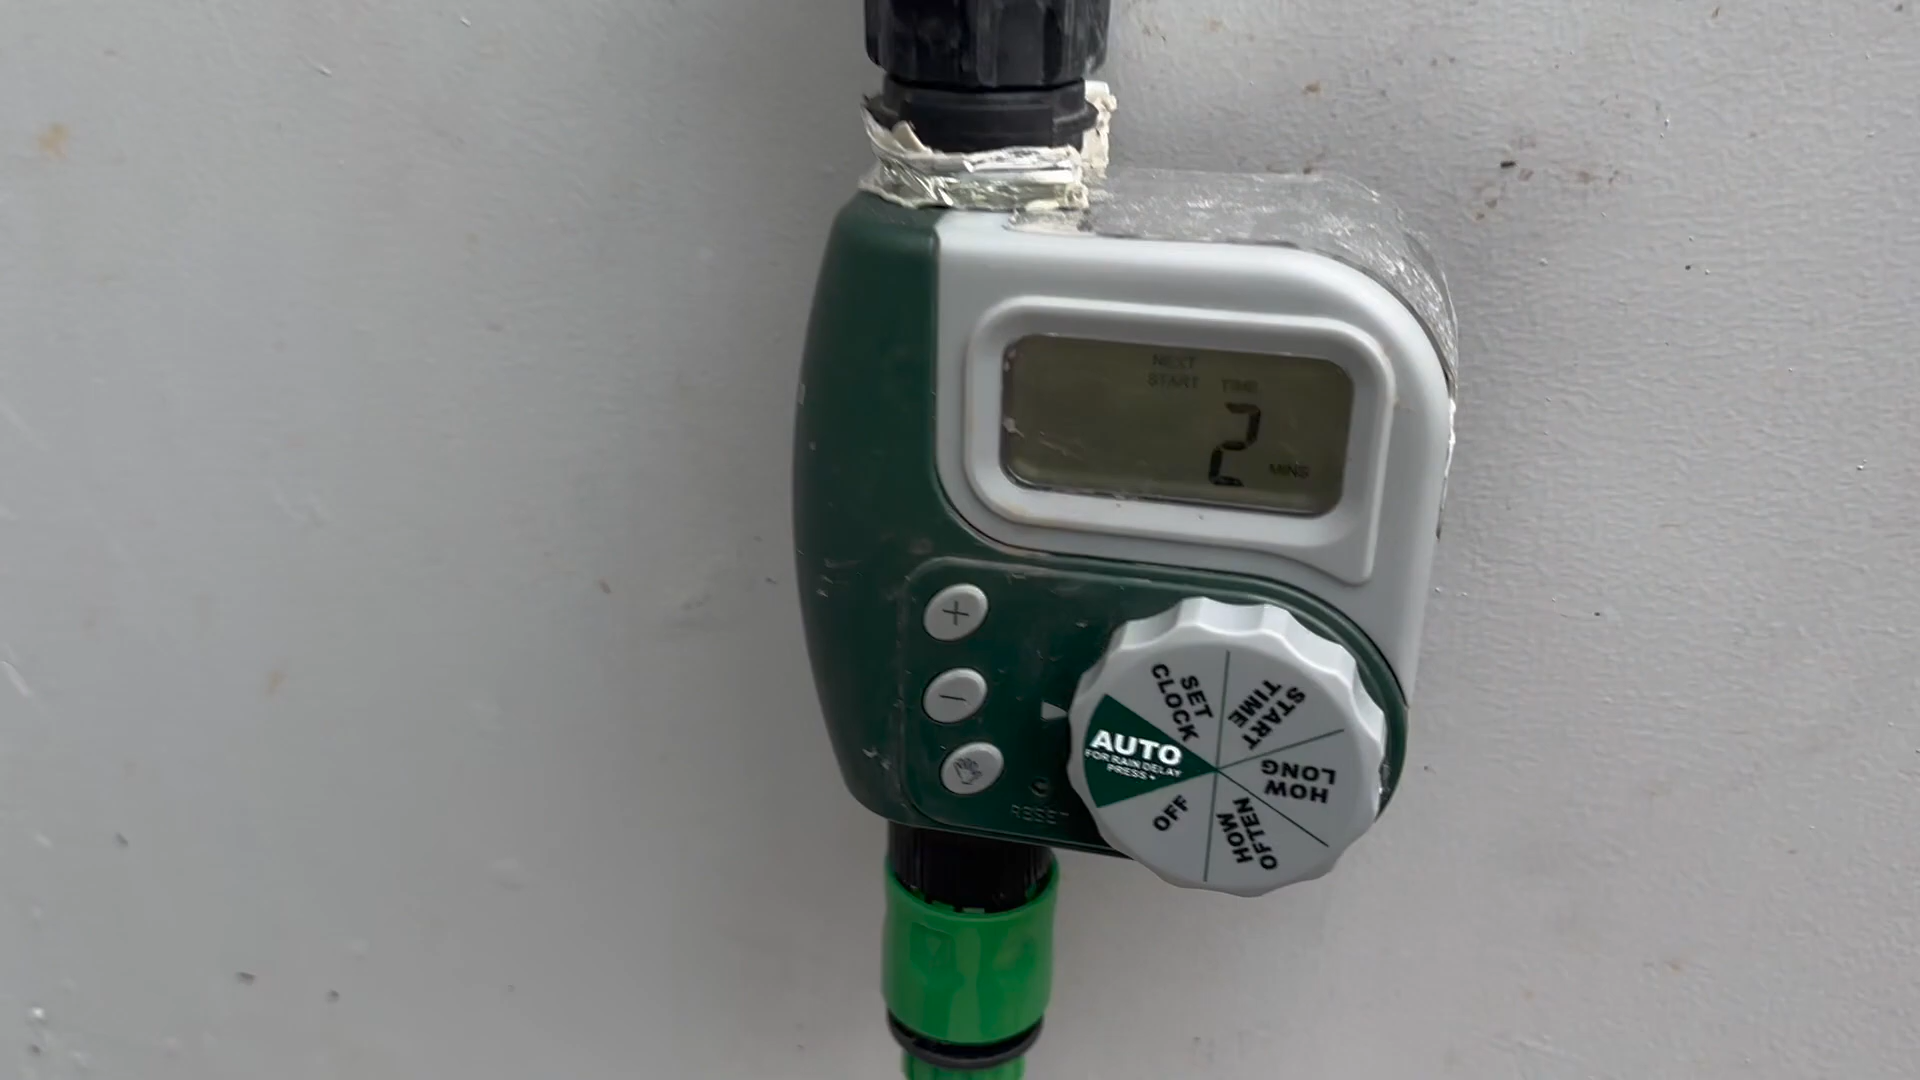 NEXT
START TIME
2 MINS
+
-
RESET
SET
CLOCK
START
TIME
HOW
LONG
HOW
OFTEN
OFF
AUTO
FOR RAIN DELAY
PRESS +